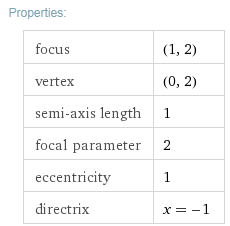 Properties:
focus (1, 2)
vertex (0, 2)
semi-axis length 1
focal parameter 2
eccentricity 1
directrix x = −1